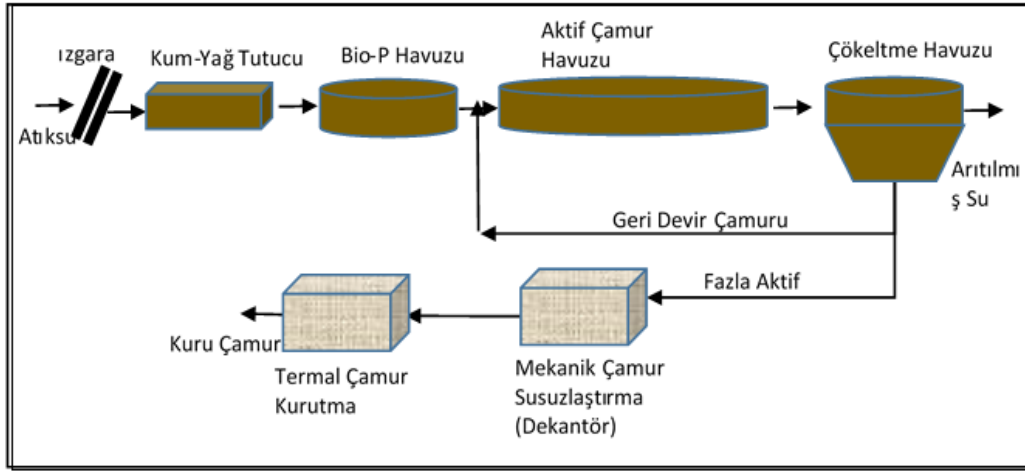 ızgara
Kum-Yağ Tutucu
Bio-P Havuzu
Aktif Çamur
Havuzu
Çökeltme Havuzu
Atıksu
Arıtılmı
ş Su
Geri Devir Çamuru
Fazla Aktif
Kuru Çamur
Termal Çamur
Kurutma
Mekanik Çamur
Susuzlaştırma
(Dekantör)